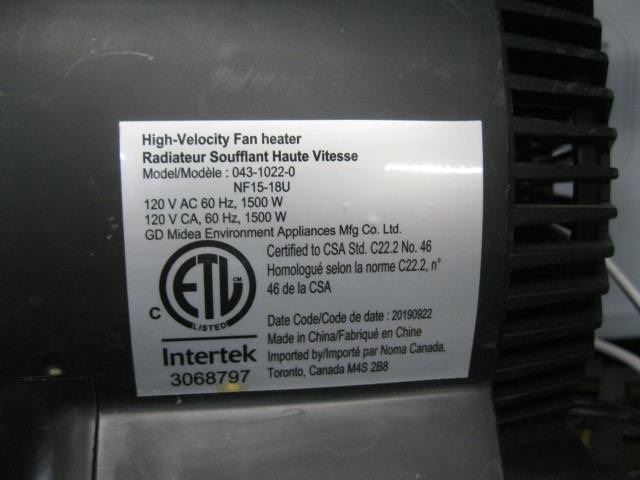 High-Velocity Fan heater
Radiateur Soufflant Haute Vitesse
Model/Modèle : 043-1022-0
NF15-18U
120 V AC 60 Hz, 1500 W
120 V CA, 60 Hz, 1500 W
GD Midea Environment Appliances Mfg Co. Ltd.
C ETL CM LISTED
Intertek
3068797
Certified to CSA Std. C22.2 No. 46
Homologué selon la norme C22.2, n°
46 de la CSA
Date Code/Code de date : 20190922
Made in China/Fabriqué en Chine
Imported by/Importé par Noma Canada,
Toronto, Canada M4S 2B8